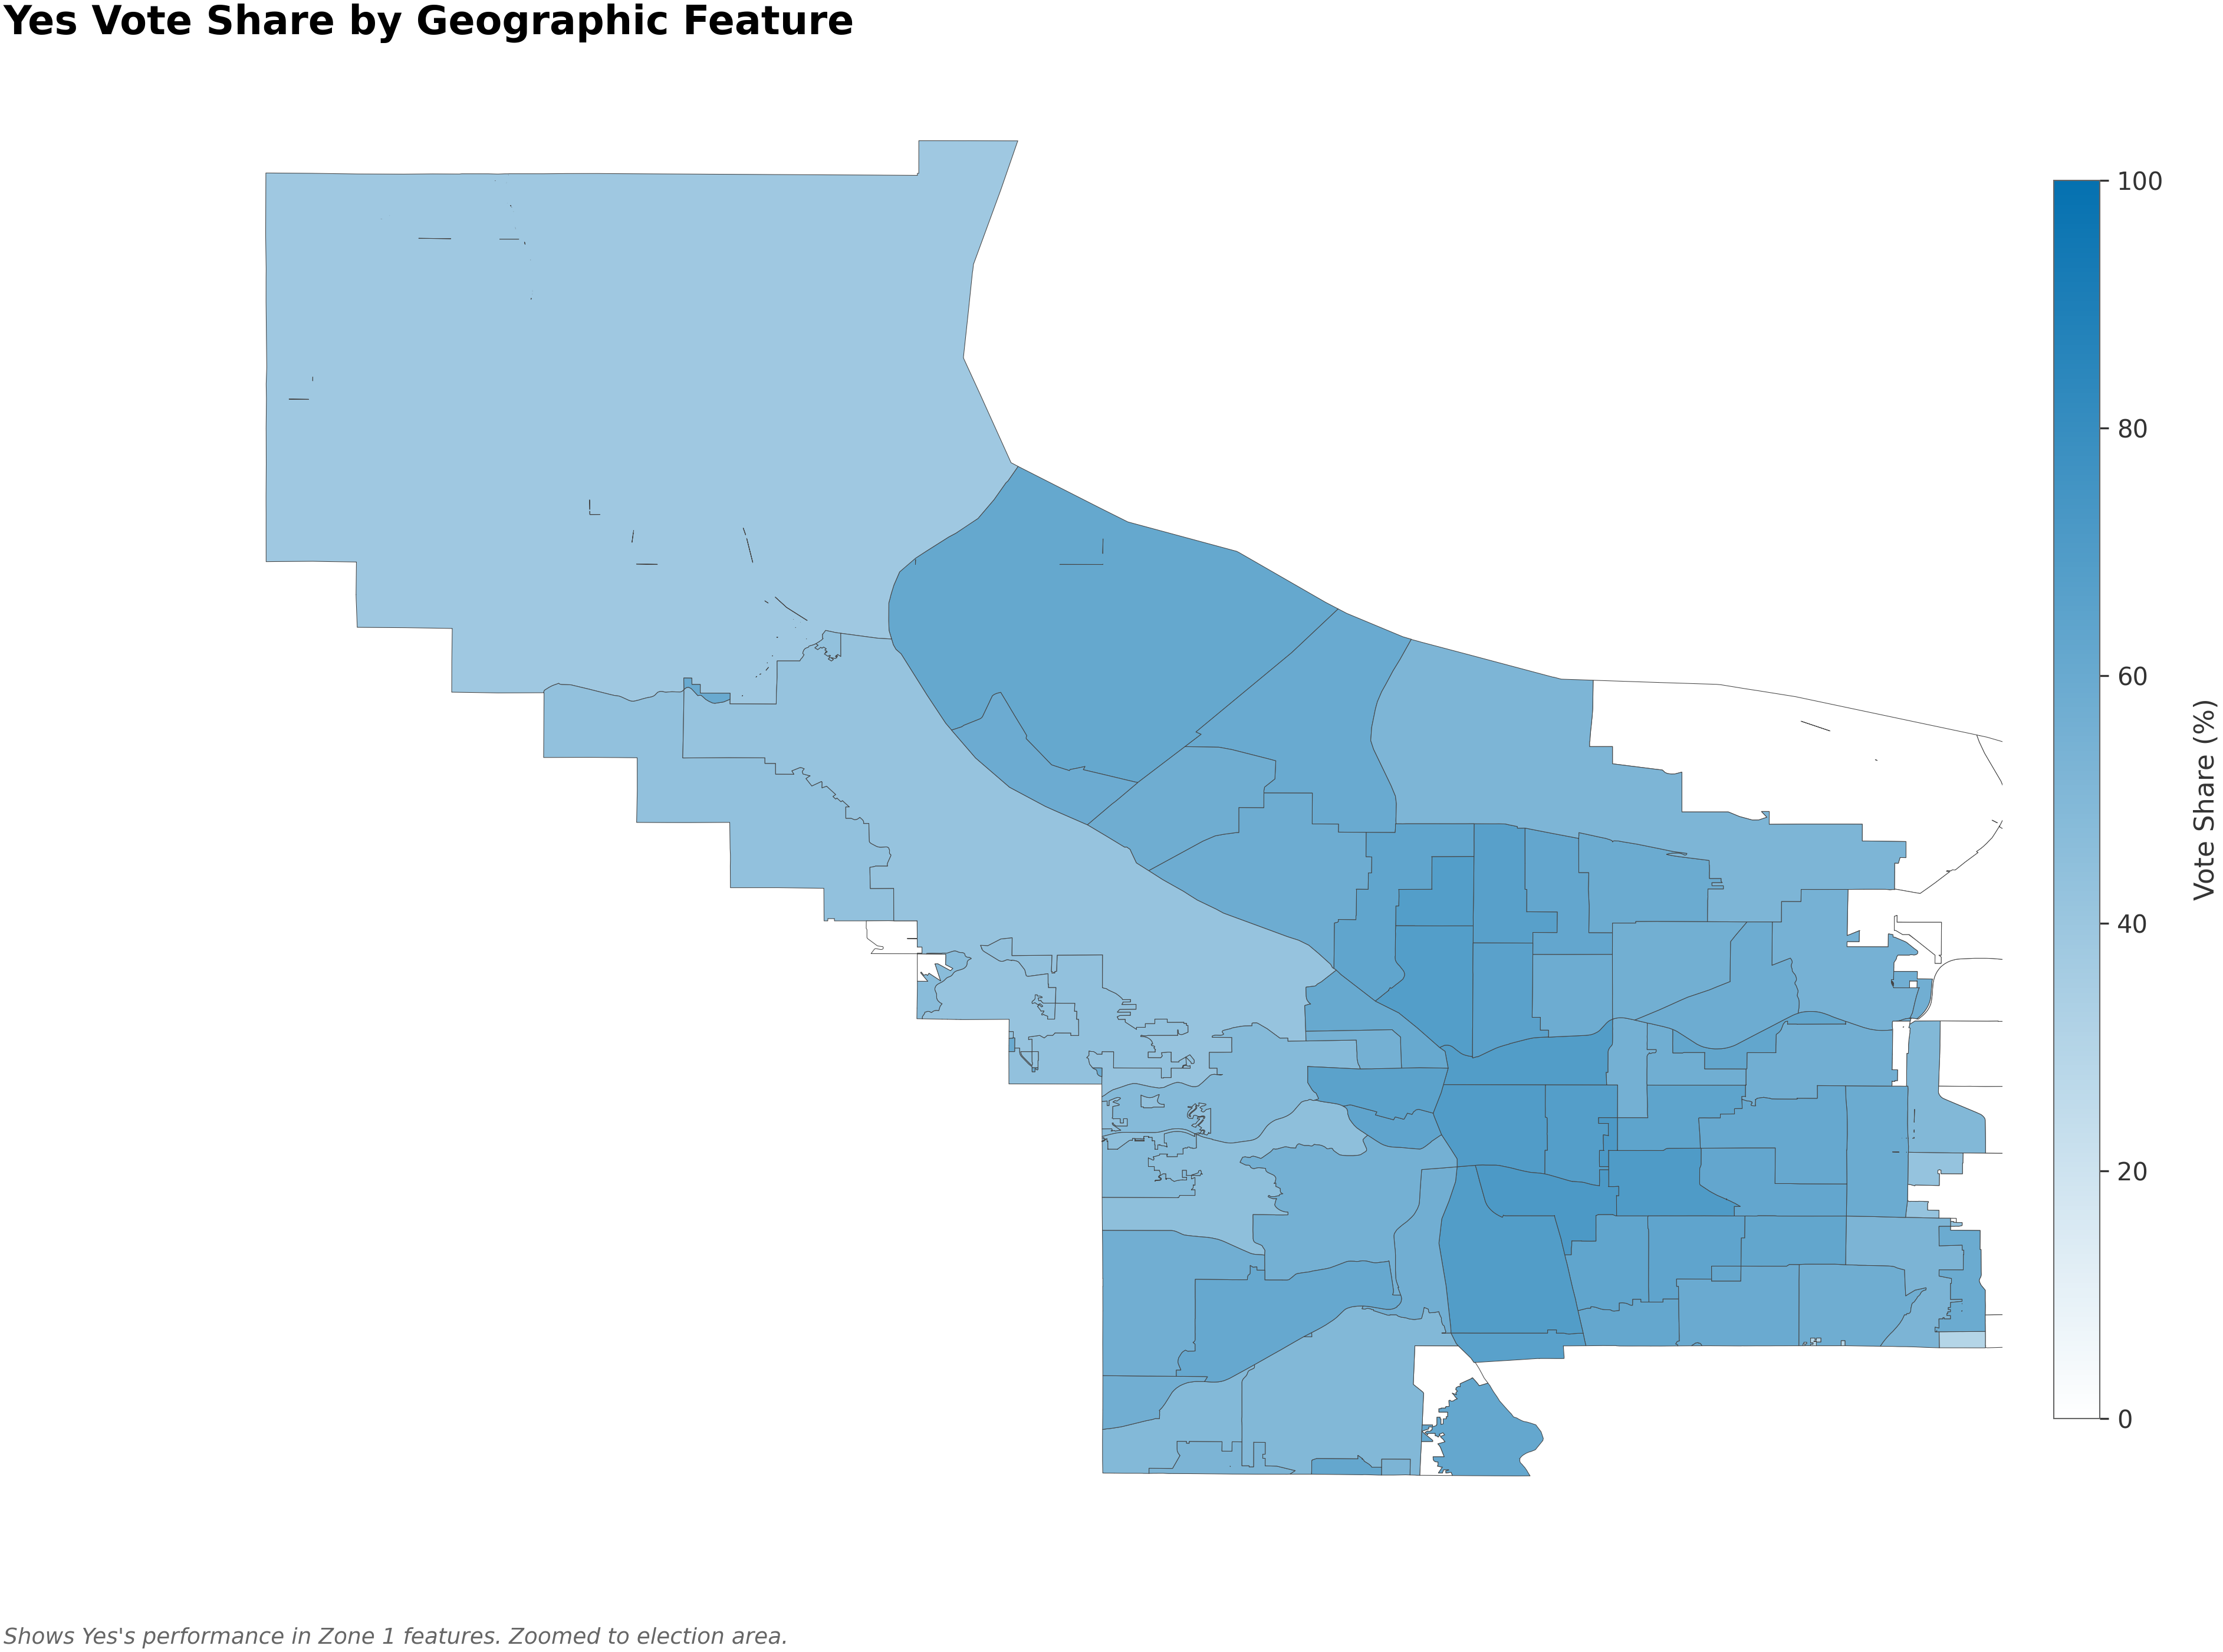 Yes Vote Share by Geographic Feature
100
80
60
40
20
0
Vote Share (%)
Shows Yes's performance in Zone 1 features. Zoomed to election area.